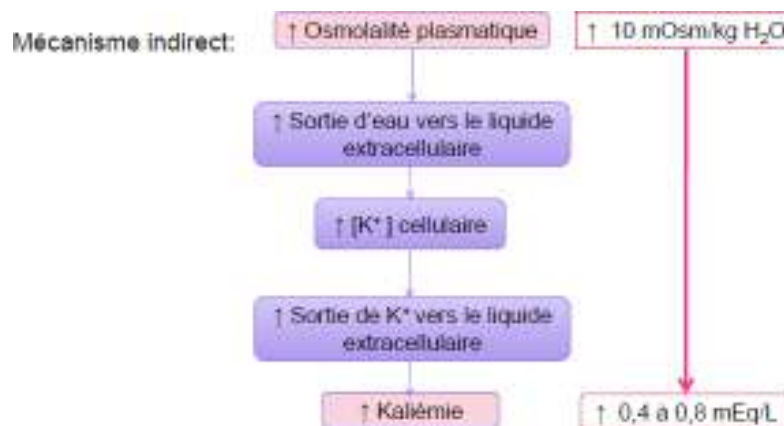 Mécanisme indirect:
↑ Osmolalité plasmatique
↑ 10 mOsm/kg H₂O
↑ Sortie d'eau vers le liquide
extracellulaire
↑ [K⁺] cellulaire
↑ Sortie de K⁺ vers le liquide
extracellulaire
↑ Kaliémie
↑ 0,4 à 0,8 mEq/L